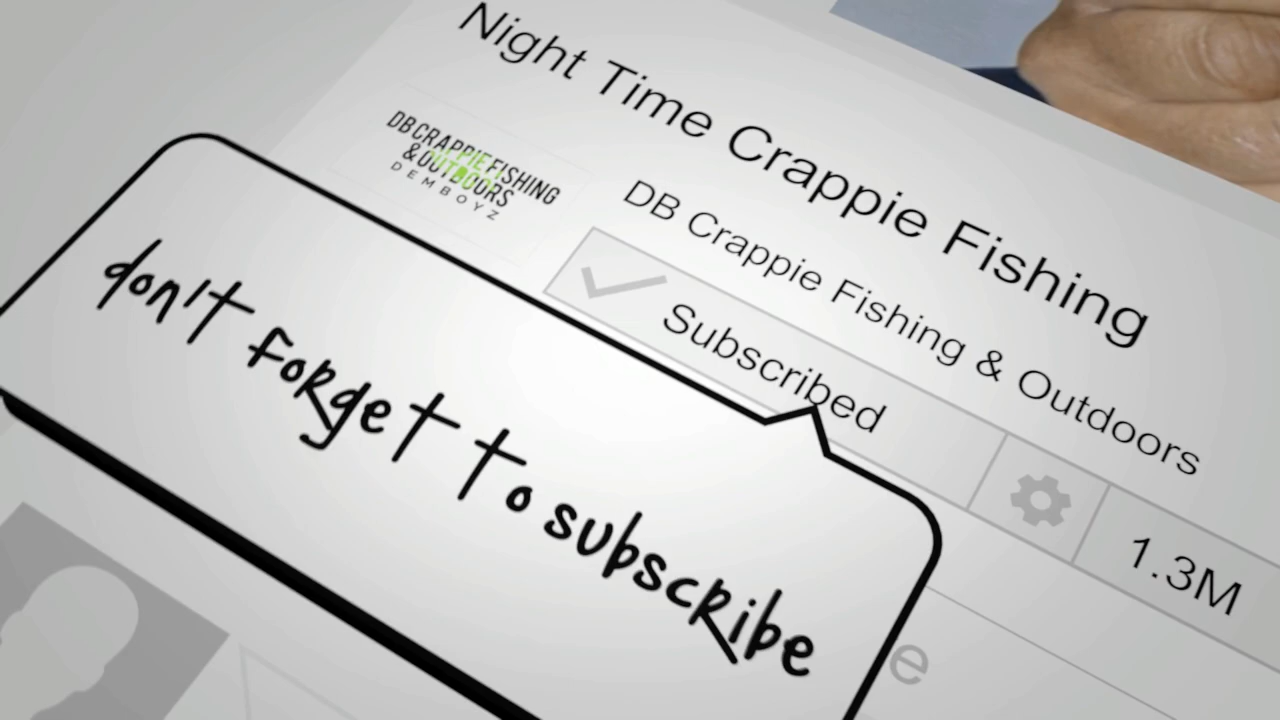 Night Time Crappie Fishing
DB CRAPPIE FISHING
& OUTDOORS
DEMBOYZ
DB Crappie Fishing & Outdoors
Subscribed
1.3M
don't forget to subscribe
e